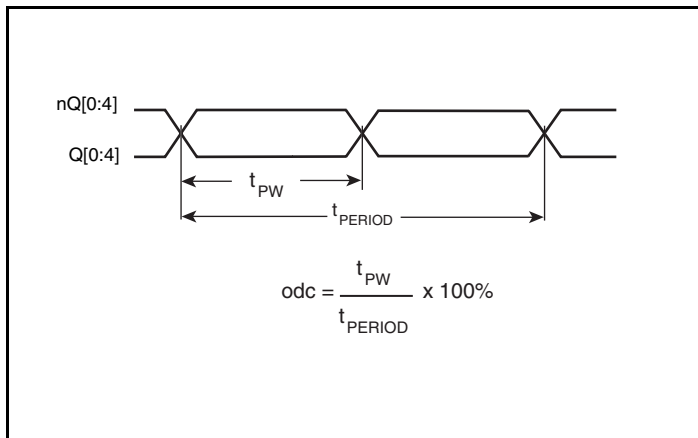 nQ[0:4]
Q[0:4]
tPW
tPERIOD
odc = tPW / tPERIOD x 100%